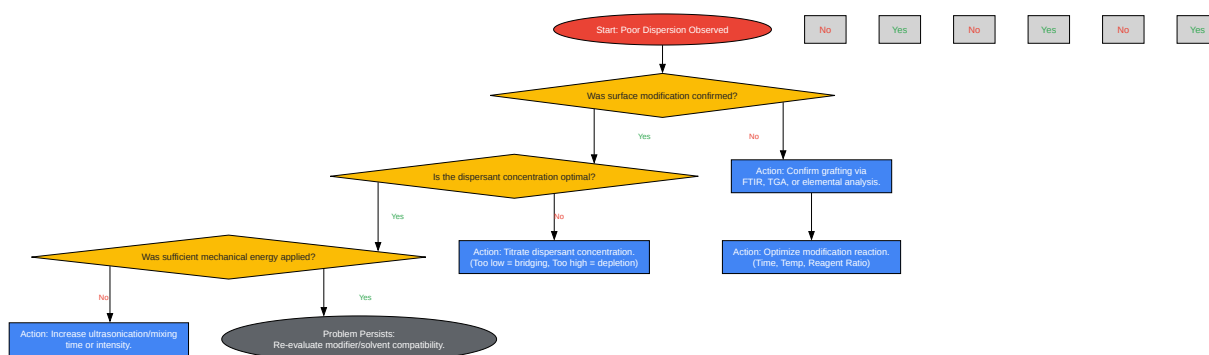 Start: Poor Dispersion Observed
No
Yes
No
Yes
No
Yes
Was surface modification confirmed?
Yes
No
Is the dispersant concentration optimal?
Action: Confirm grafting via
FTIR, TGA, or elemental analysis.
Yes
No
Was sufficient mechanical energy applied?
Action: Titrate dispersant concentration.
(Too low = bridging, Too high = depletion)
Action: Optimize modification reaction.
(Time, Temp, Reagent Ratio)
No
Yes
Action: Increase ultrasonication/mixing
time or intensity.
Problem Persists:
Re-evaluate modifier/solvent compatibility.